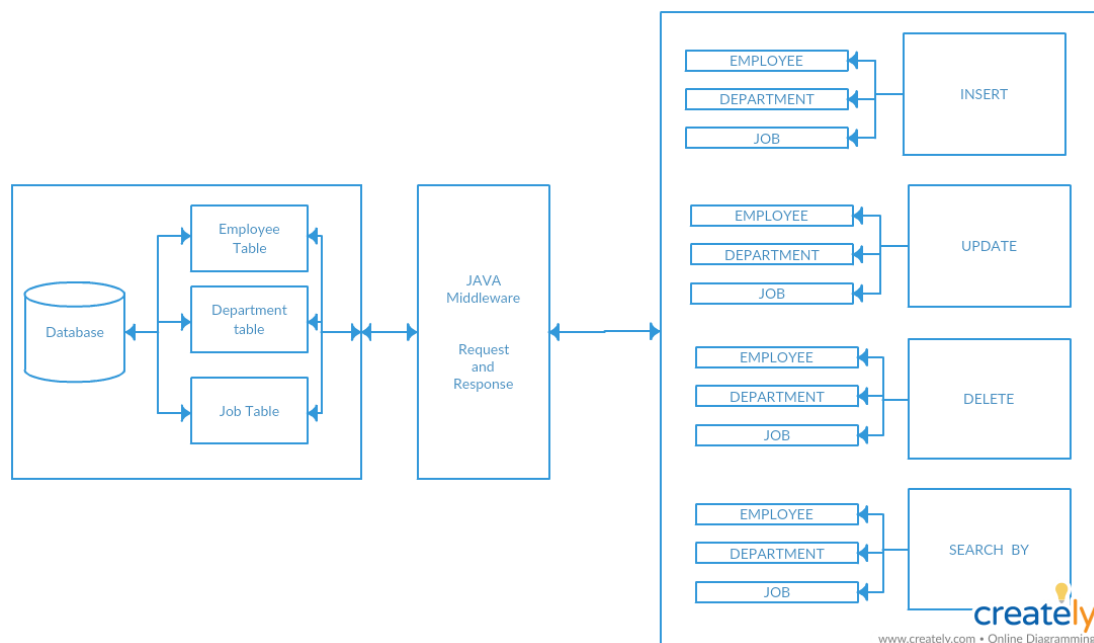 EMPLOYEE
DEPARTMENT
JOB
INSERT
Employee
Table
Department
table
Job Table
Database
JAVA
Middleware
Request
and
Response
EMPLOYEE
DEPARTMENT
JOB
UPDATE
EMPLOYEE
DEPARTMENT
JOB
DELETE
EMPLOYEE
DEPARTMENT
JOB
SEARCH BY
creately
www.creately.com • Online Diagramming